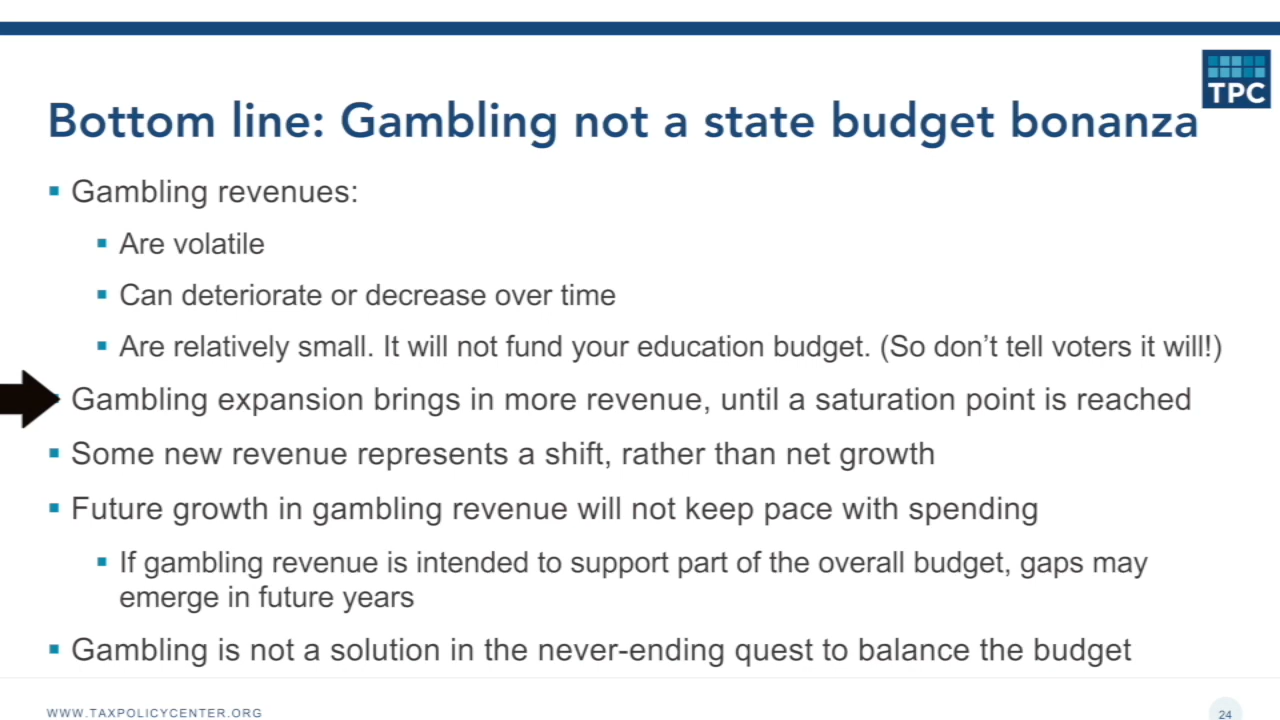 TPC
Bottom line: Gambling not a state budget bonanza
Gambling revenues:
Are volatile
Can deteriorate or decrease over time
Are relatively small. It will not fund your education budget. (So don’t tell voters it will!)
Gambling expansion brings in more revenue, until a saturation point is reached
Some new revenue represents a shift, rather than net growth
Future growth in gambling revenue will not keep pace with spending
If gambling revenue is intended to support part of the overall budget, gaps may
emerge in future years
Gambling is not a solution in the never-ending quest to balance the budget
WWW.TAXPOLICYCENTER.ORG
24